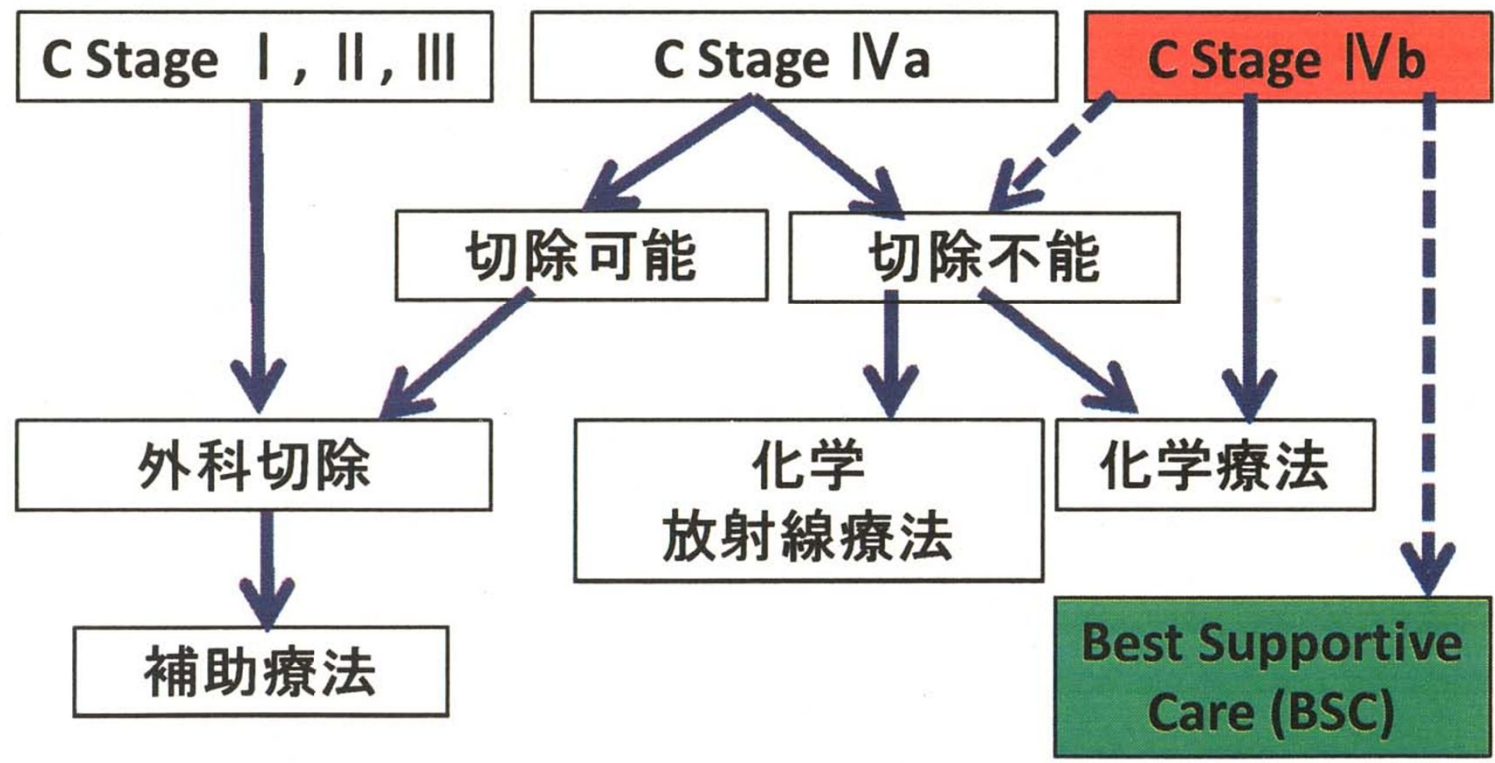 C Stage Ⅰ, Ⅱ, Ⅲ
C Stage Ⅳa
C Stage Ⅳb
切除可能
切除不能
外科切除
化学
放射線療法
化学療法
補助療法
Best Supportive
Care (BSC)